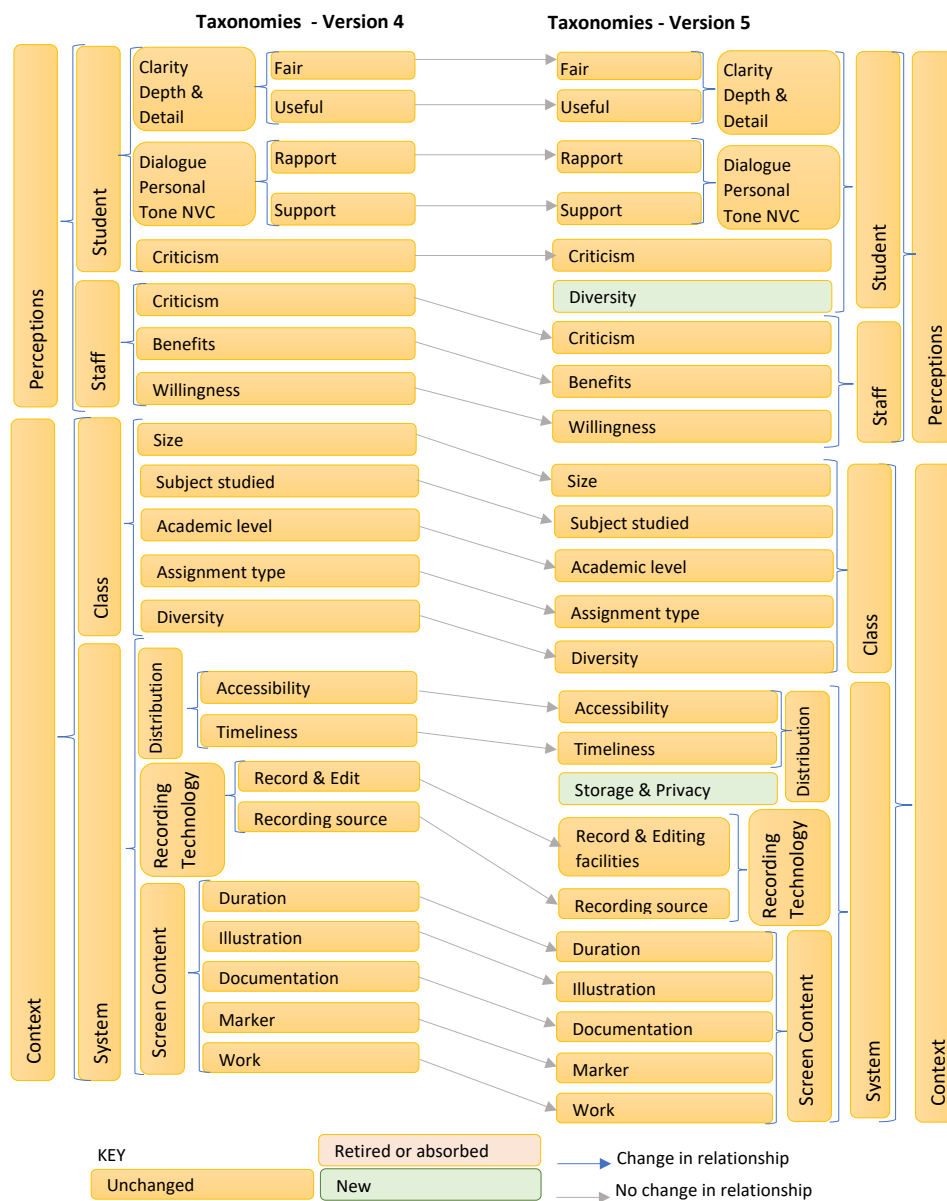 Taxonomies - Version 4
Taxonomies - Version 5
Perceptions
Student
Clarity
Depth &
Detail
Fair
Useful
Dialogue
Personal
Tone NVC
Rapport
Support
Criticism
Staff
Criticism
Benefits
Willingness
Context
Class
Size
Subject studied
Academic level
Assignment type
Diversity
System
Distribution
Accessibility
Timeliness
Recording
Technology
Record & Edit
Recording source
Screen Content
Duration
Illustration
Documentation
Marker
Work
Fair
Useful
Clarity
Depth &
Detail
Rapport
Support
Dialogue
Personal
Tone NVC
Criticism
Diversity
Student
Criticism
Benefits
Willingness
Staff
Perceptions
Size
Subject studied
Academic level
Assignment type
Diversity
Class
Accessibility
Timeliness
Storage & Privacy
Distribution
Record & Editing
facilities
Recording source
Recording
Technology
Duration
Illustration
Documentation
Marker
Work
Screen Content
System
Context
KEY
Unchanged
Retired or absorbed
New
Change in relationship
No change in relationship